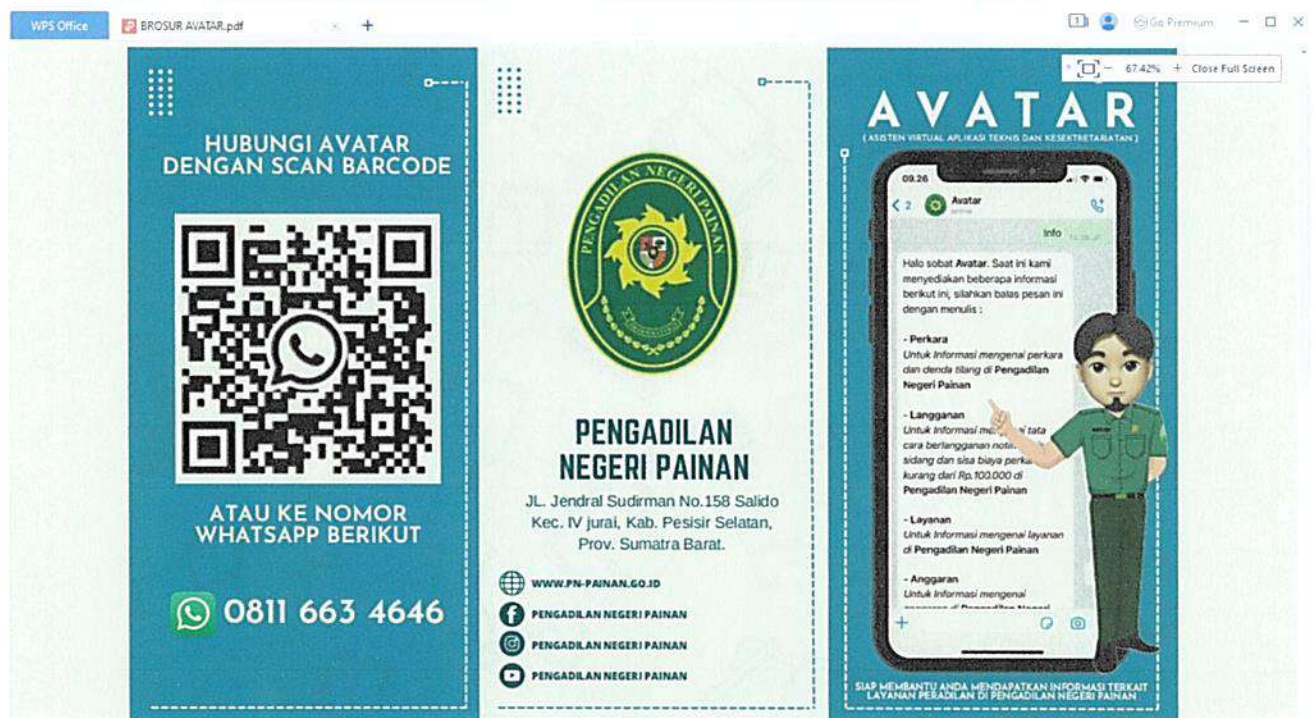 WPS Office
BROSUR AVATAR.pdf
Go Premium
67.42%
Close Full Screen
HUBUNGI AVATAR
DENGAN SCAN BARCODE
ATAU KE NOMOR
WHATSAPP BERIKUT
0811 663 4646
PENGADILAN NEGERI PAINAN
PENGADILAN
NEGERI PAINAN
JL. Jendral Sudirman No.158 Salido
Kec. IV jurai, Kab. Pesisir Selatan,
Prov. Sumatra Barat.
WWW.PN-PAINAN.GO.ID
PENGADILAN NEGERI PAINAN
PENGADILAN NEGERI PAINAN
PENGADILAN NEGERI PAINAN
AVATAR
( ASISTEN VIRTUAL APLIKASI TEKNIS DAN KESEKTRETARIATAN )
09.26
2
Avatar
Info
Halo sobat Avatar. Saat ini kami
menyediakan beberapa informasi
berikut ini, silahkan balas pesan ini
dengan menulis :
- Perkara
Untuk Informasi mengenai perkara
dan denda tilang di Pengadilan
Negeri Painan
- Langganan
Untuk Informasi tata
cara berlangganan
sidang dan sisa biaya
kurang dari Rp.100.000 di
Pengadilan Negeri Painan
- Layanan
Untuk Informasi mengenai layanan
di Pengadilan Negeri Painan
- Anggaran
Untuk Informasi mengenai
SIAP MEMBANTU ANDA MENDAPATKAN INFORMASI TERKAIT
LAYANAN PERADILAN DI PENGADILAN NEGERI PAINAN